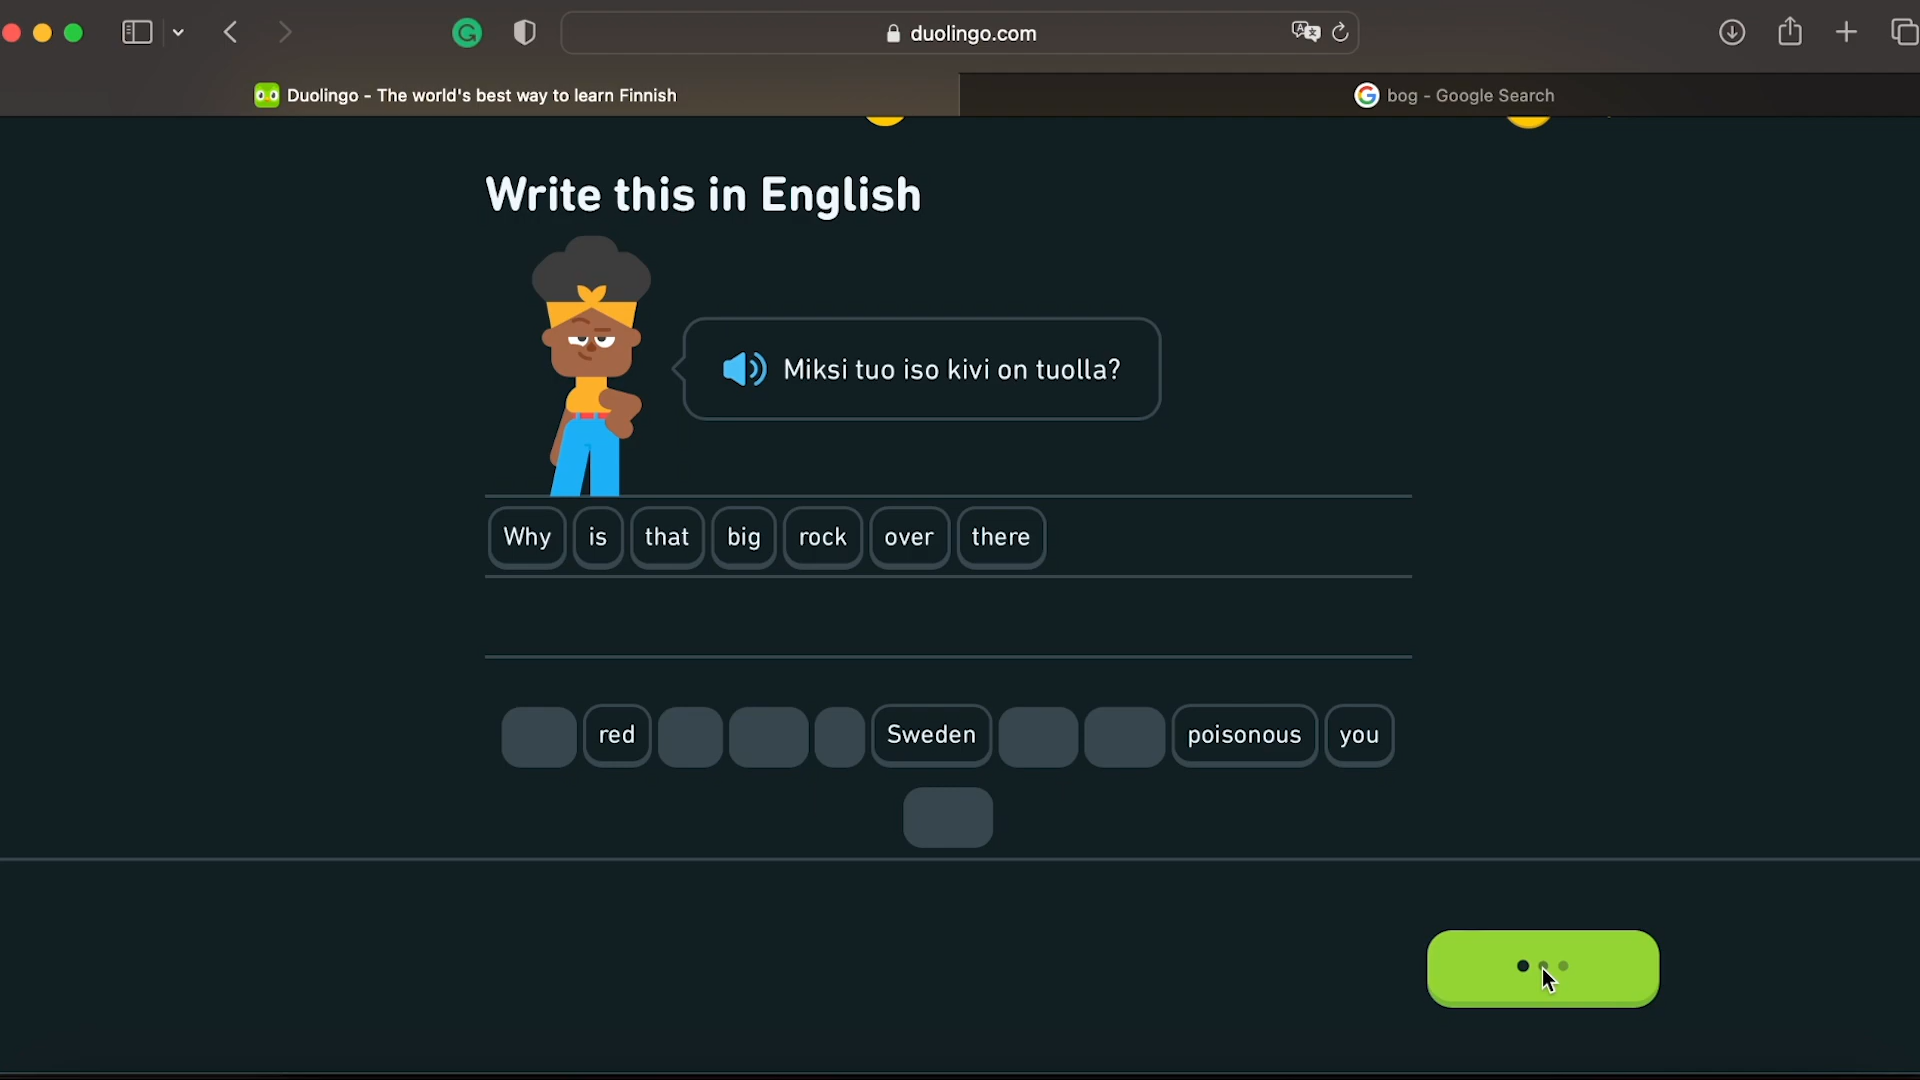 duolingo.com
Duolingo - The world's best way to learn Finnish
bog - Google Search
Write this in English
Miksi tuo iso kivi on tuolla?
Why is that big rock over there
red Sweden poisonous you